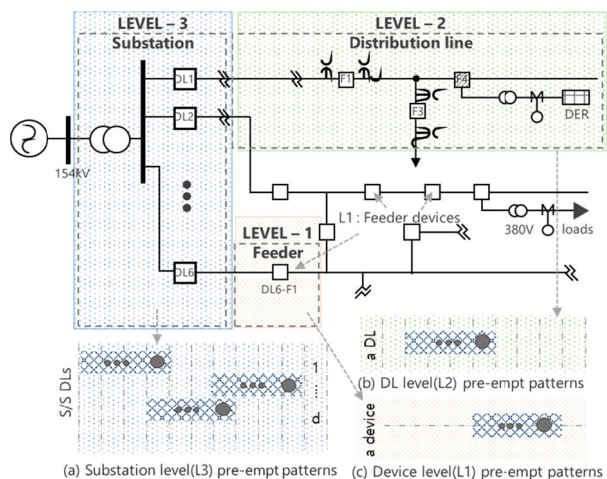 LEVEL – 3
Substation
LEVEL – 2
Distribution line
DL1
F1
F4
DL2
F3
DER
154kV
L1 : Feeder devices
LEVEL – 1
Feeder
380V
loads
DL6
DL6-F1
S/S DLs
1
d
a DL
(b) DL level(L2) pre-empt patterns
a device
(a) Substation level(L3) pre-empt patterns
(c) Device level(L1) pre-empt patterns